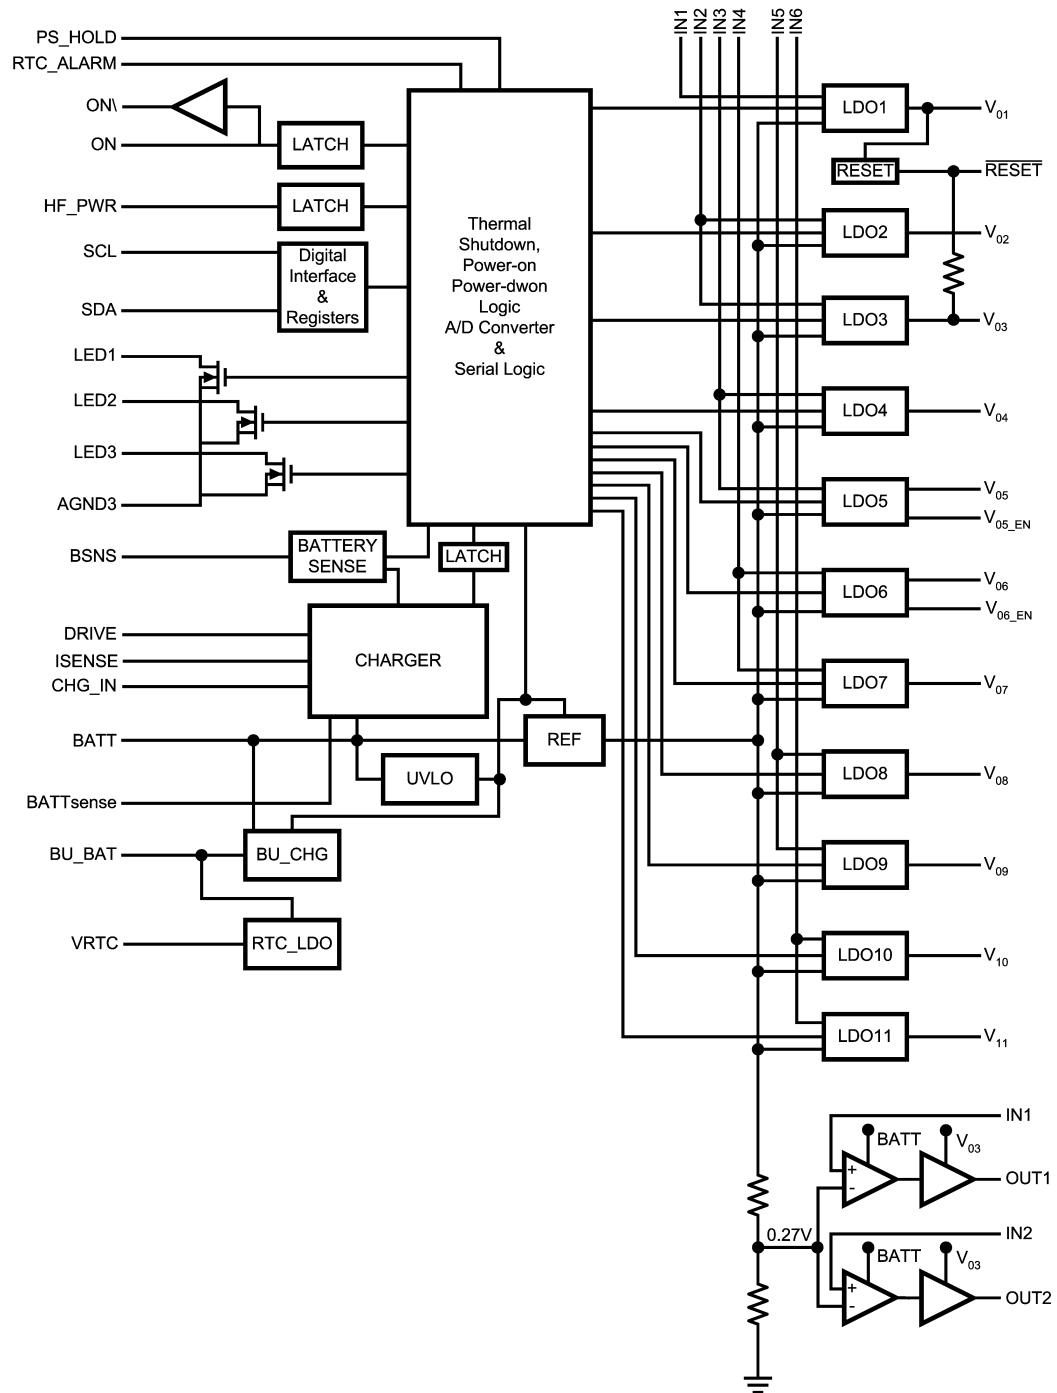 IN1
IN2
IN3
IN4
IN5
IN6
PS_HOLD
RTC_ALARM
ON\
ON
LATCH
HF_PWR
LATCH
SCL
SDA
Digital
Interface
&
Registers
LED1
LED2
LED3
AGND3
Thermal
Shutdown,
Power-on
Power-dwon
Logic
A/D Converter
&
Serial Logic
BSNS
BATTERY
SENSE
LATCH
DRIVE
ISENSE
CHG_IN
CHARGER
BATT
REF
UVLO
BATTsense
BU_BAT
BU_CHG
VRTC
RTC_LDO
LDO1
V01
RESET
RESET
LDO2
V02
LDO3
V03
LDO4
V04
LDO5
V05
V05_EN
LDO6
V06
V06_EN
LDO7
V07
LDO8
V08
LDO9
V09
LDO10
V10
LDO11
V11
IN1
BATT
V03
+
-
OUT1
0.27V
IN2
BATT
V03
+
-
OUT2